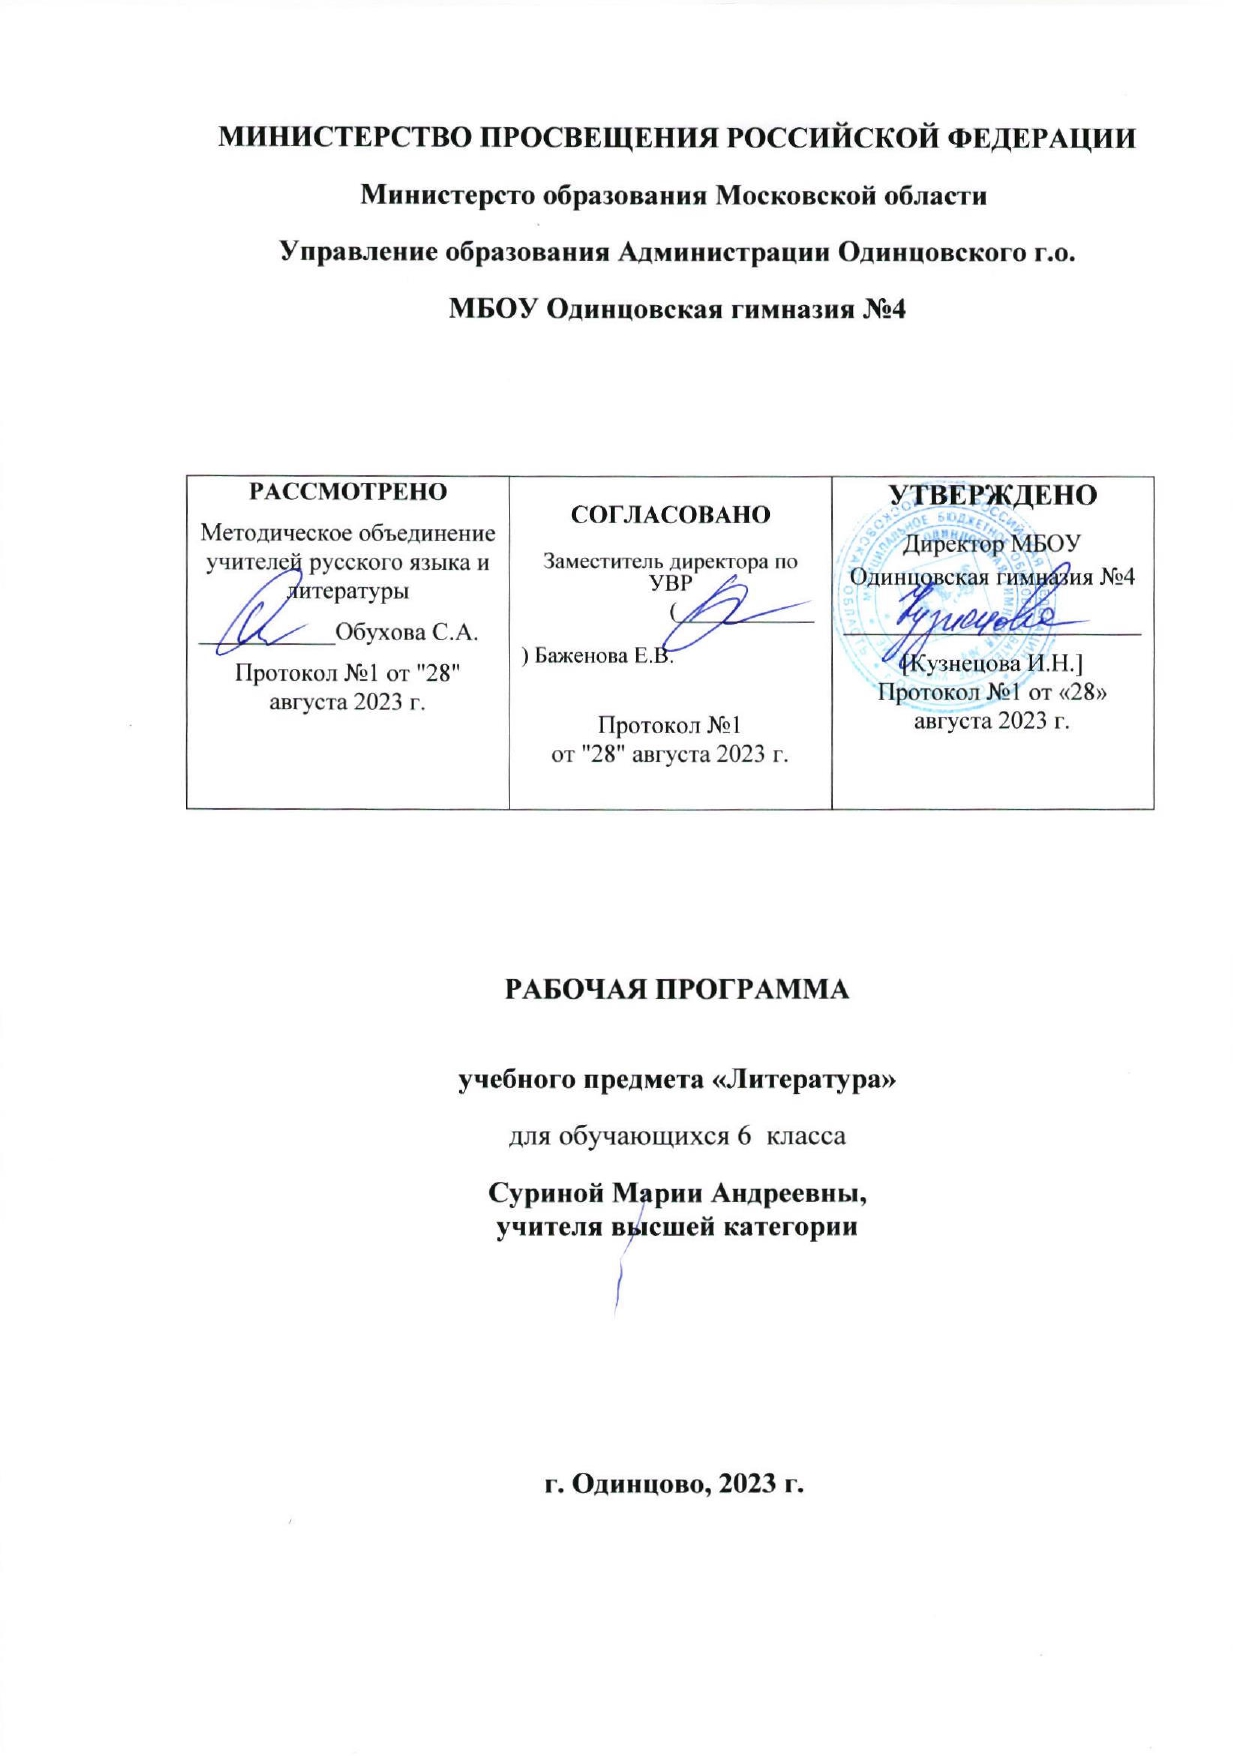 МИНИСТЕРСТВО ПРОСВЕЩЕНИЯ РОССИЙСКОЙ ФЕДЕРАЦИИ
Министерсто образования Московской области
Управление образования Администрации Одинцовского г.о.
МБОУ Одинцовская гимназия №4
РАССМОТРЕНО
Методическое объединение
учителей русского языка и
литературы
____________Обухова С.А.
Протокол №1 от "28"
августа 2023 г.
СОГЛАСОВАНО
Заместитель директора по
УВР
(____________
) Баженова Е.В.
Протокол №1
от "28" августа 2023 г.
УТВЕРЖДЕНО
Директор МБОУ
Одинцовская гимназия №4
[Кузнецова И.Н.]
Протокол №1 от «28»
августа 2023 г.
РАБОЧАЯ ПРОГРАММА
учебного предмета «Литература»
для обучающихся 6 класса
Суриной Марии Андреевны,
учителя высшей категории
г. Одинцово, 2023 г.